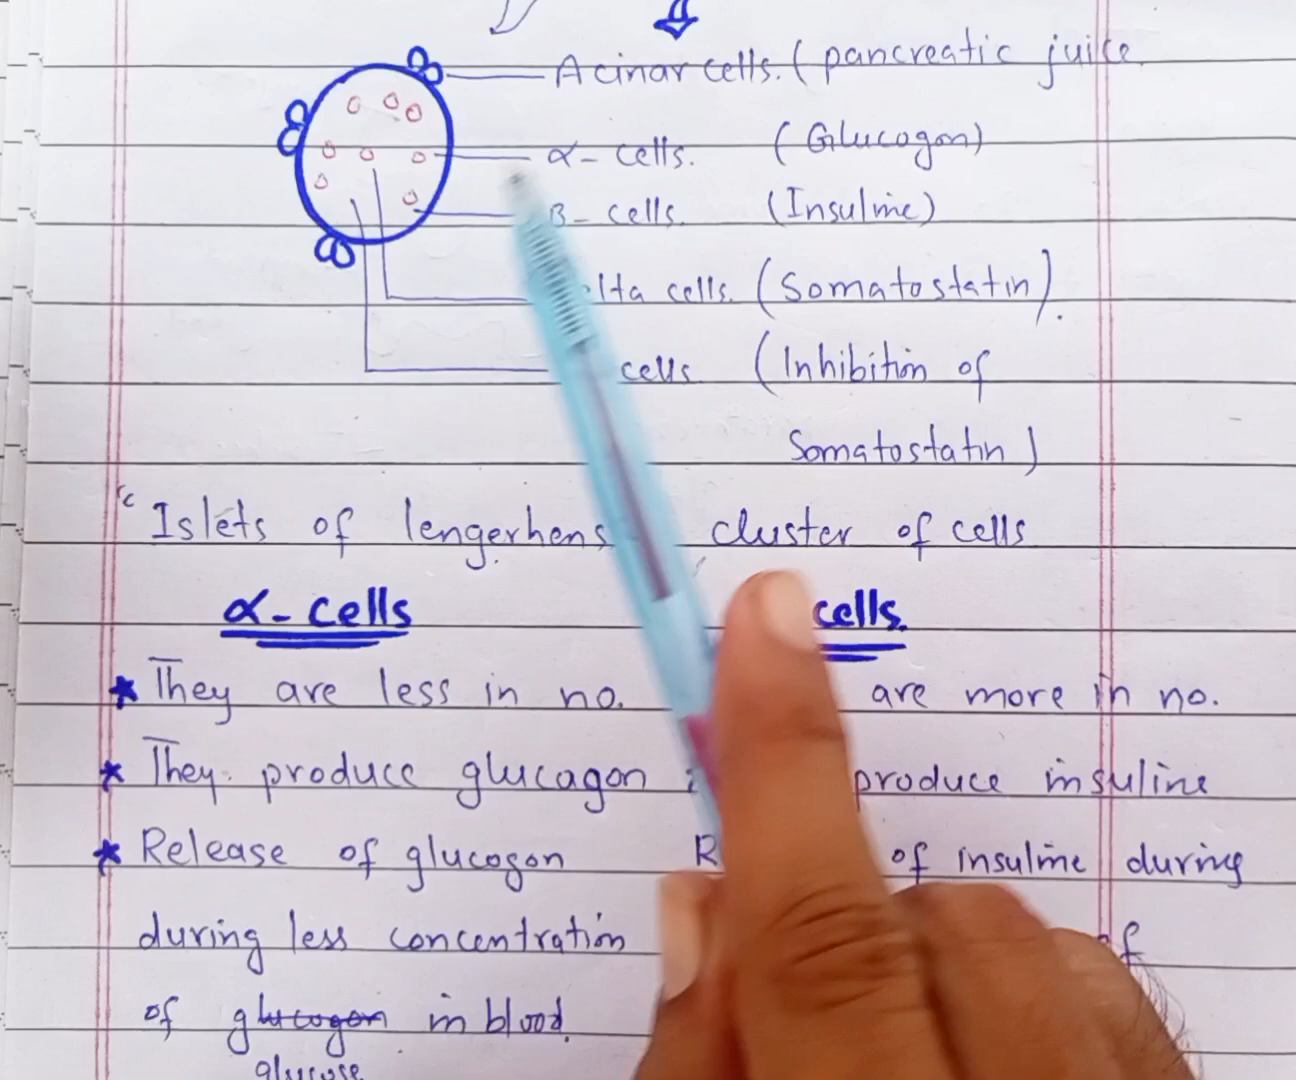 Acinar cells. (pancreatic juice
α- cells. (Glucogon)
B- cells. (Insuline)
lta cells. (Somatostatin).
cells (Inhibition of
Somatostatin)
"Islets of lengerhens cluster of cells
α- cells cells.
They are less in no. are more in no.
They produce glucagon produce insuline
Release of glucogon R of insuline during
during less concentration of
of glucogon in blood.
glucose